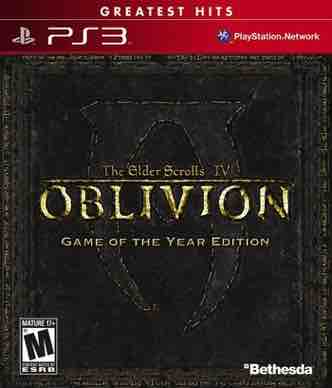 GREATEST HITS
PS3 PlayStation Network
The Elder Scrolls IV
OBLIVION
GAME OF THE YEAR EDITION
MATURE 17+
M
ESRB
Bethesda